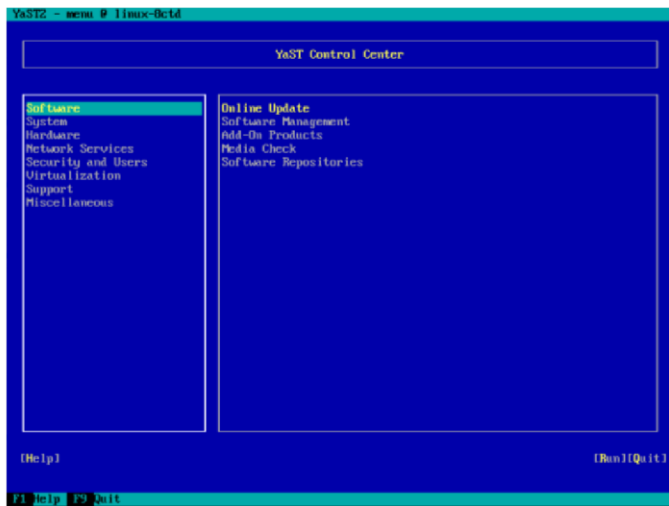 YaST2 - menu @ linux-0ctd
YaST Control Center
Software
System
Hardware
Network Services
Security and Users
Virtualization
Support
Miscellaneous
Online Update
Software Management
Add-On Products
Media Check
Software Repositories
[Help] [Run][Quit]
F1 Help F9 Quit